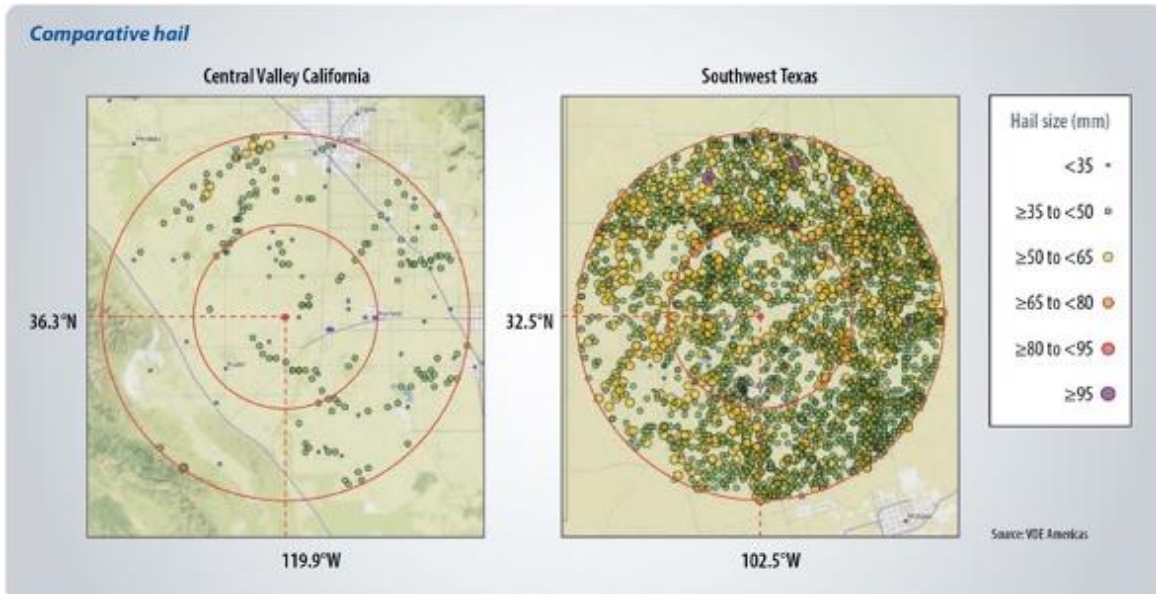 Comparative hail
Central Valley California
Southwest Texas
36.3°N
119.9°W
32.5°N
102.5°W
Hail size (mm)
<35
≥35 to <50
≥50 to <65
≥65 to <80
≥80 to <95
≥95
Source: VDE Americas